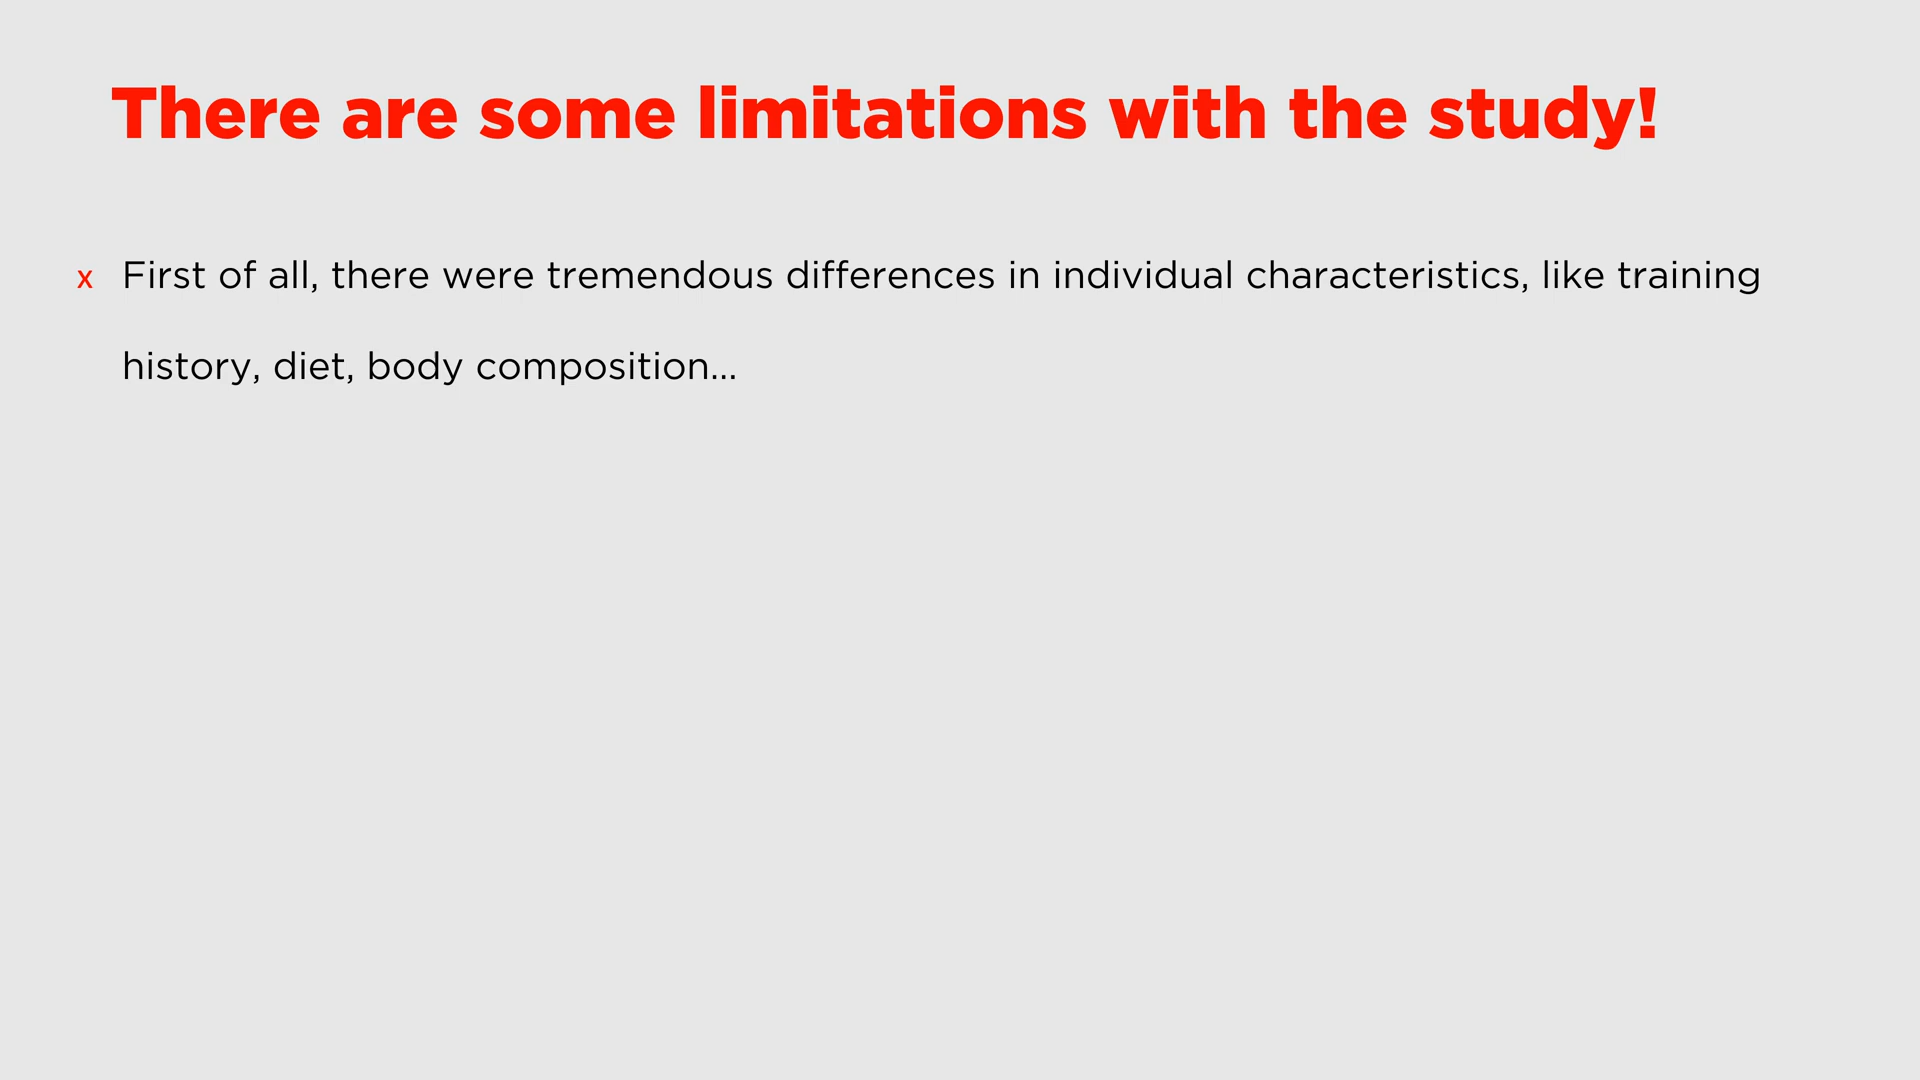 There are some limitations with the study!
x First of all, there were tremendous differences in individual characteristics, like training
history, diet, body composition...